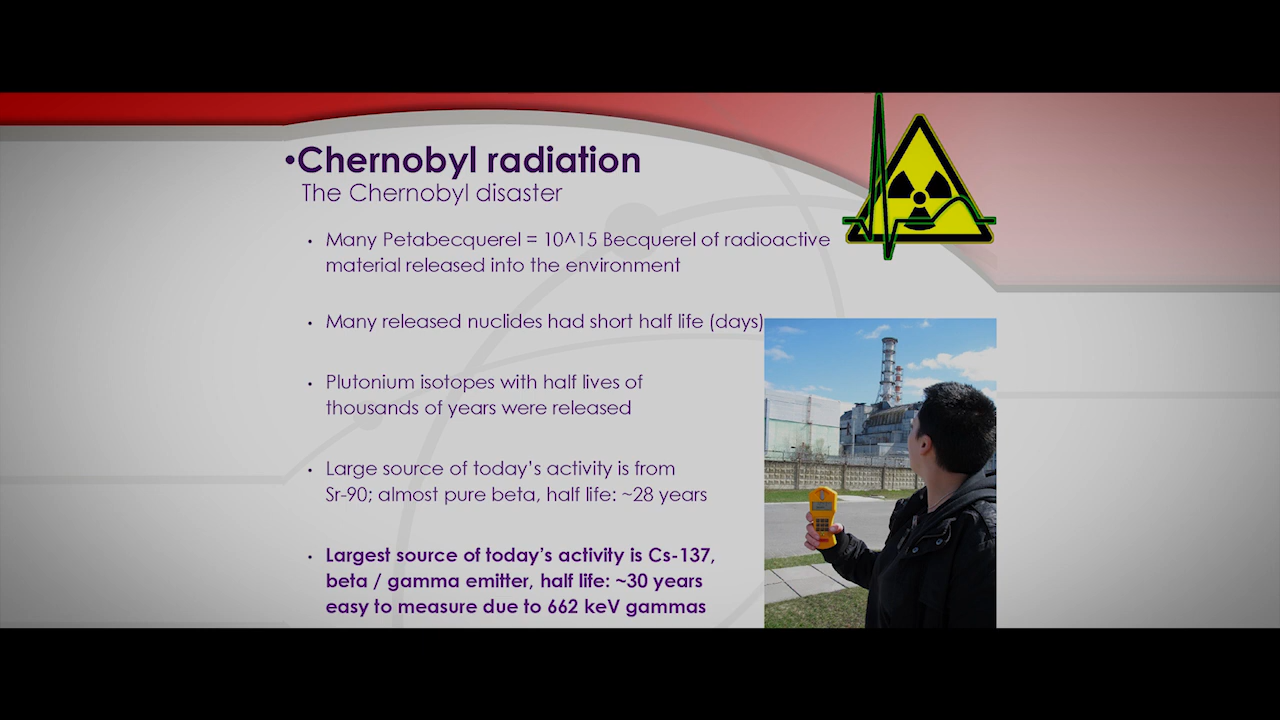 •Chernobyl radiation
The Chernobyl disaster
• Many Petabecquerel = 10^15 Becquerel of radioactive
material released into the environment
• Many released nuclides had short half life (days)
• Plutonium isotopes with half lives of
thousands of years were released
• Large source of today's activity is from
Sr-90; almost pure beta, half life: ~28 years
• Largest source of today's activity is Cs-137,
beta / gamma emitter, half life: ~30 years
easy to measure due to 662 keV gammas